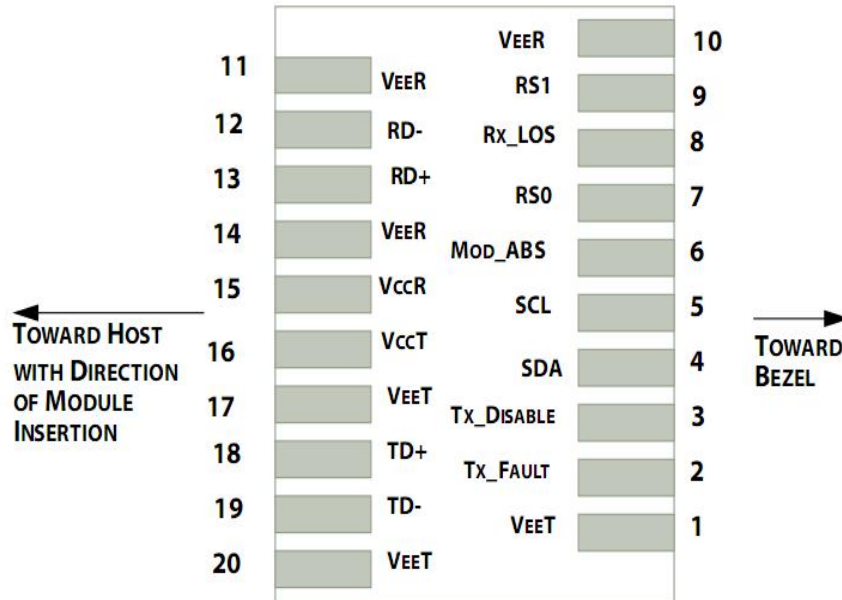 VEER 10
11 VEER
RS1 9
12 RD-
RX_LOS 8
13 RD+
RS0 7
14 VEER
MOD_ABS 6
15 VCCR
SCL 5
TOWARD HOST
WITH DIRECTION
OF MODULE
INSERTION
16 VCCT
TOWARD
BEZEL
SDA 4
17 VEET
TX_DISABLE 3
18 TD+
TX_FAULT 2
19 TD-
VEET 1
20 VEET